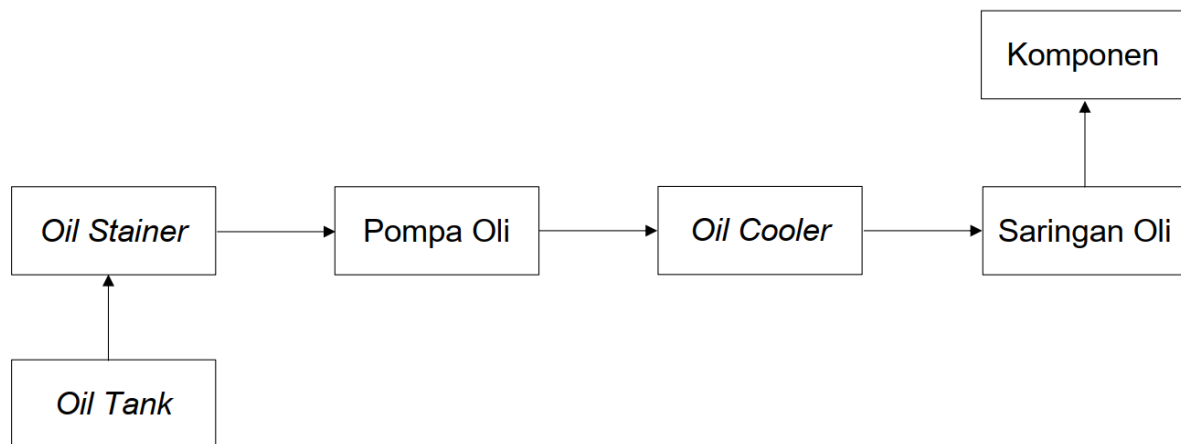 Komponen
Oil Stainer
Pompa Oli
Oil Cooler
Saringan Oli
Oil Tank